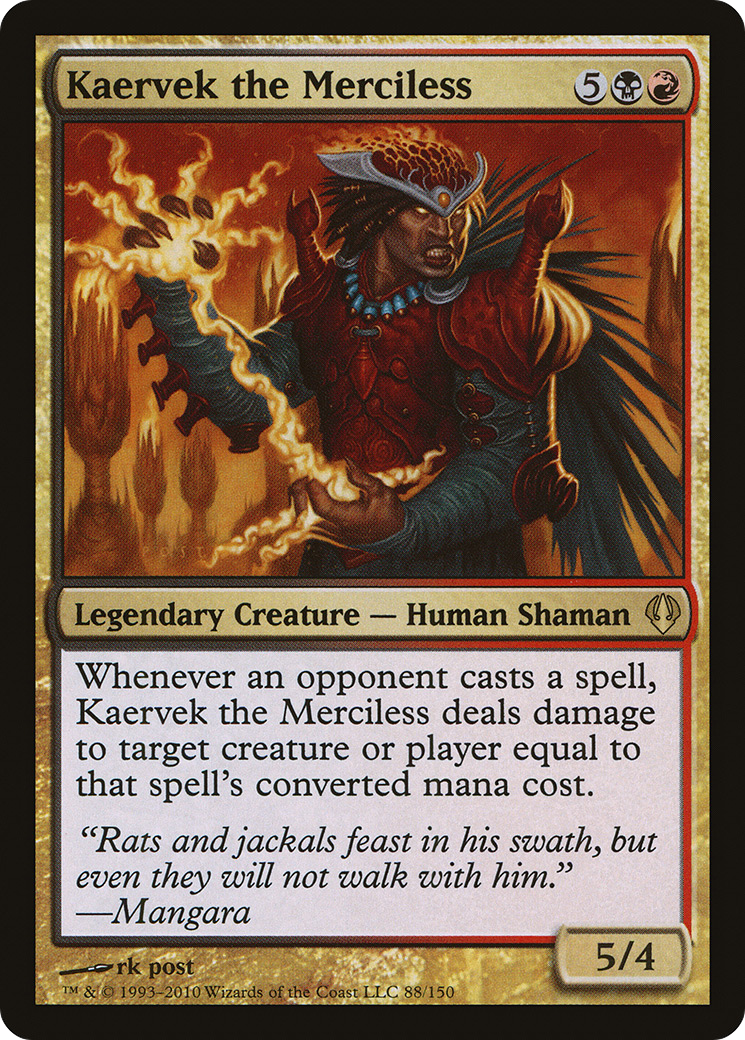 Kaervek the Merciless 5
POST
Legendary Creature — Human Shaman
Whenever an opponent casts a spell,
Kaervek the Merciless deals damage
to target creature or player equal to
that spell's converted mana cost.
“Rats and jackals feast in his swath, but
even they will not walk with him.”
—Mangara
5/4
rk post
™ & © 1993–2010 Wizards of the Coast LLC 88/150